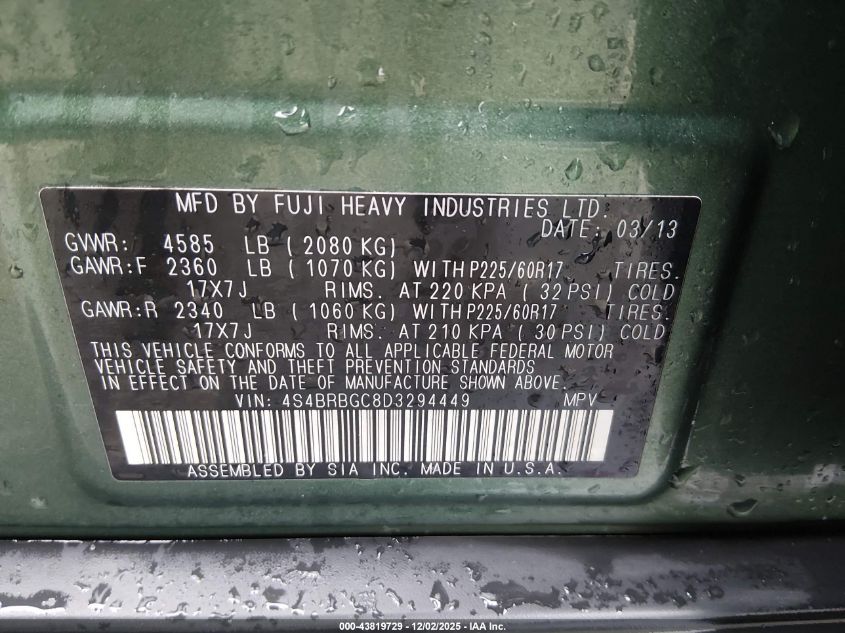 MFD BY FUJI HEAVY INDUSTRIES LTD.
DATE: 03/13
GVWR: 4585 LB ( 2080 KG)
GAWR:F 2360 LB ( 1070 KG) WITH P225/60R17 TIRES.
17X7J RIMS. AT 220 KPA ( 32 PSI) COLD
GAWR:R 2340 LB ( 1060 KG) WITH P225/60R17 TIRES.
17X7J RIMS. AT 210 KPA ( 30 PSI) COLD
THIS VEHICLE CONFORMS TO ALL APPLICABLE FEDERAL MOTOR
VEHICLE SAFETY AND THEFT PREVENTION STANDARDS
IN EFFECT ON THE DATE OF MANUFACTURE SHOWN ABOVE.
VIN: 4S4BRBGC8D3294449 MPV
ASSEMBLED BY SIA INC. MADE IN U.S.A.
000-43819729 - 12/02/2025 - IAA Inc.